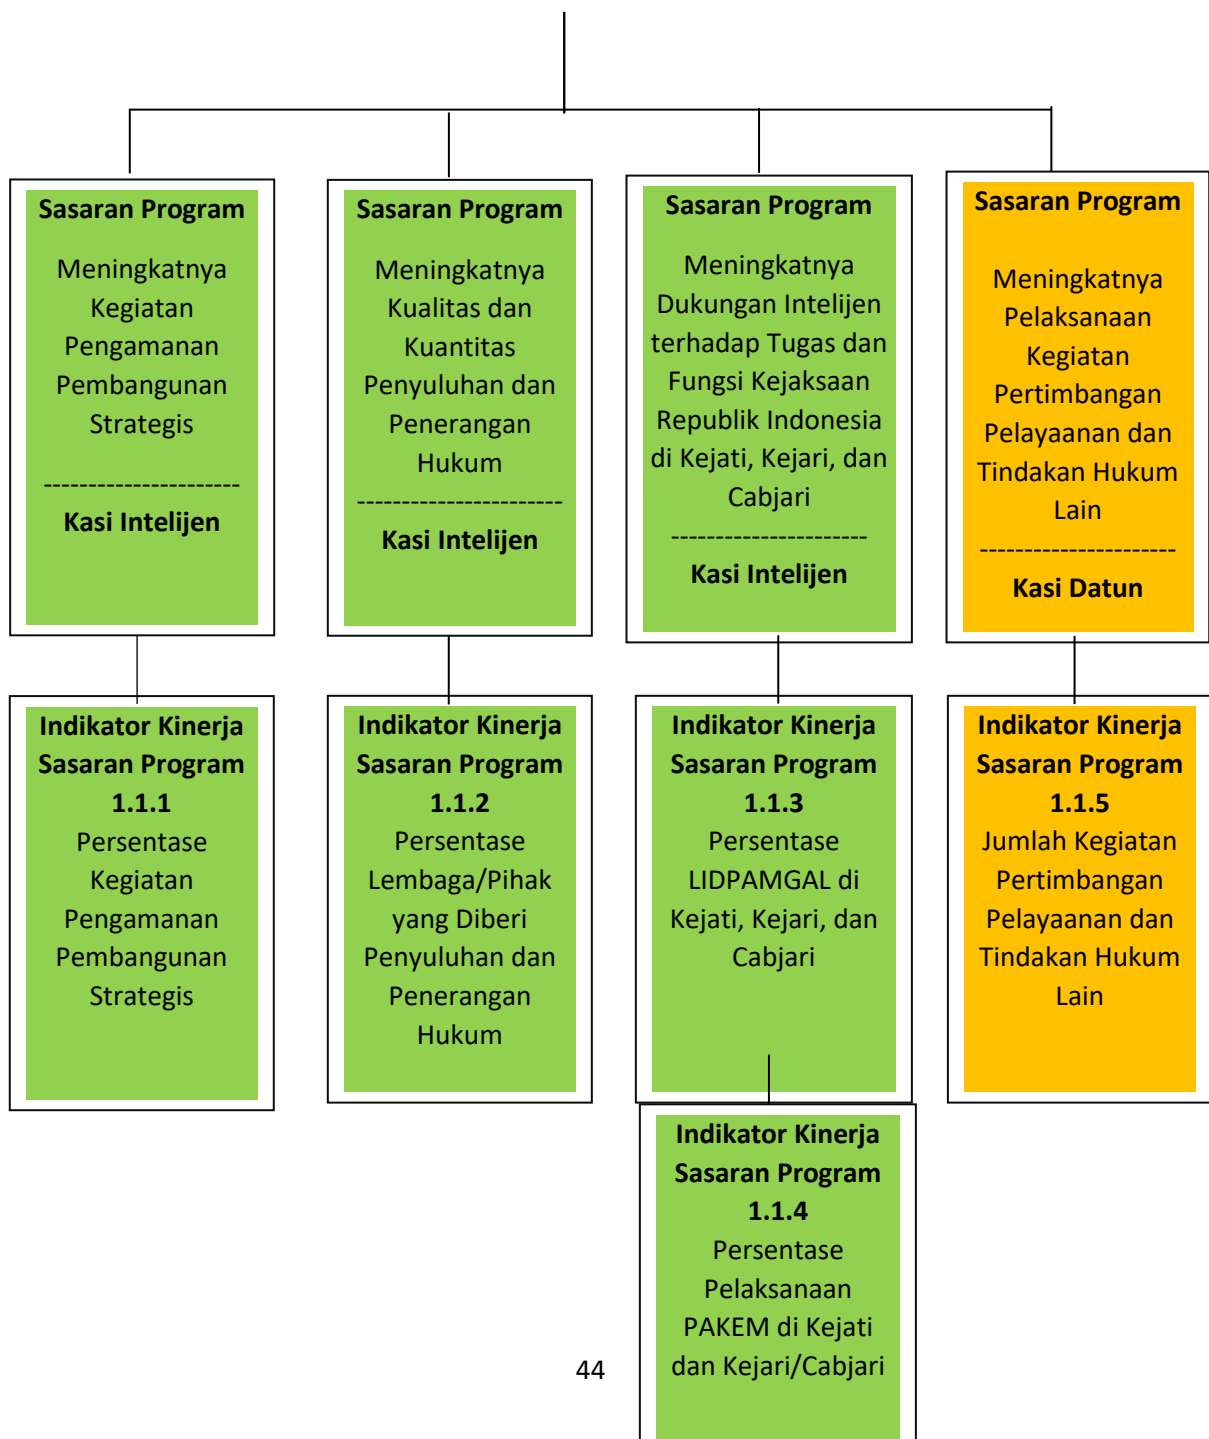 Sasaran Program
Meningkatnya
Kegiatan
Pengamanan
Pembangunan
Strategis
----------------------
Kasi Intelijen
Sasaran Program
Meningkatnya
Kualitas dan
Kuantitas
Penyuluhan dan
Penerangan
Hukum
-----------------------
Kasi Intelijen
Sasaran Program
Meningkatnya
Dukungan Intelijen
terhadap Tugas dan
Fungsi Kejaksaan
Republik Indonesia
di Kejati, Kejari, dan
Cabjari
----------------------
Kasi Intelijen
Sasaran Program
Meningkatnya
Pelaksanaan
Kegiatan
Pertimbangan
Pelayaanan dan
Tindakan Hukum
Lain
----------------------
Kasi Datun
Indikator Kinerja
Sasaran Program
1.1.1
Persentase
Kegiatan
Pengamanan
Pembangunan
Strategis
Indikator Kinerja
Sasaran Program
1.1.2
Persentase
Lembaga/Pihak
yang Diberi
Penyuluhan dan
Penerangan
Hukum
Indikator Kinerja
Sasaran Program
1.1.3
Persentase
LIDPAMGAL di
Kejati, Kejari, dan
Cabjari
Indikator Kinerja
Sasaran Program
1.1.5
Jumlah Kegiatan
Pertimbangan
Pelayaanan dan
Tindakan Hukum
Lain
Indikator Kinerja
Sasaran Program
1.1.4
Persentase
Pelaksanaan
PAKEM di Kejati
dan Kejari/Cabjari
44